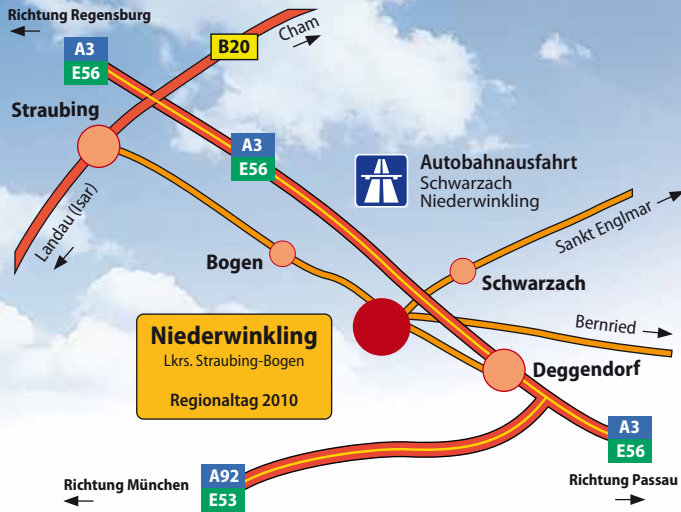 Richtung Regensburg
A3
E56
B20
Cham
Straubing
A3
E56
Autobahnausfahrt
Schwarzach
Niederwinkling
Landau (Isar)
Sankt Englmar
Bogen
Schwarzach
Bernried
Niederwinkling
Lkrs. Straubing-Bogen
Regionaltag 2010
Deggendorf
A3
E56
Richtung München
A92
E53
Richtung Passau